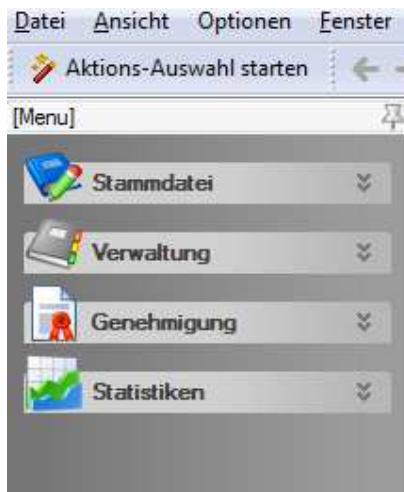 Datei Ansicht Optionen Fenster
Aktions-Auswahl starten
[Menu]
Stammdatei
Verwaltung
Genehmigung
Statistiken